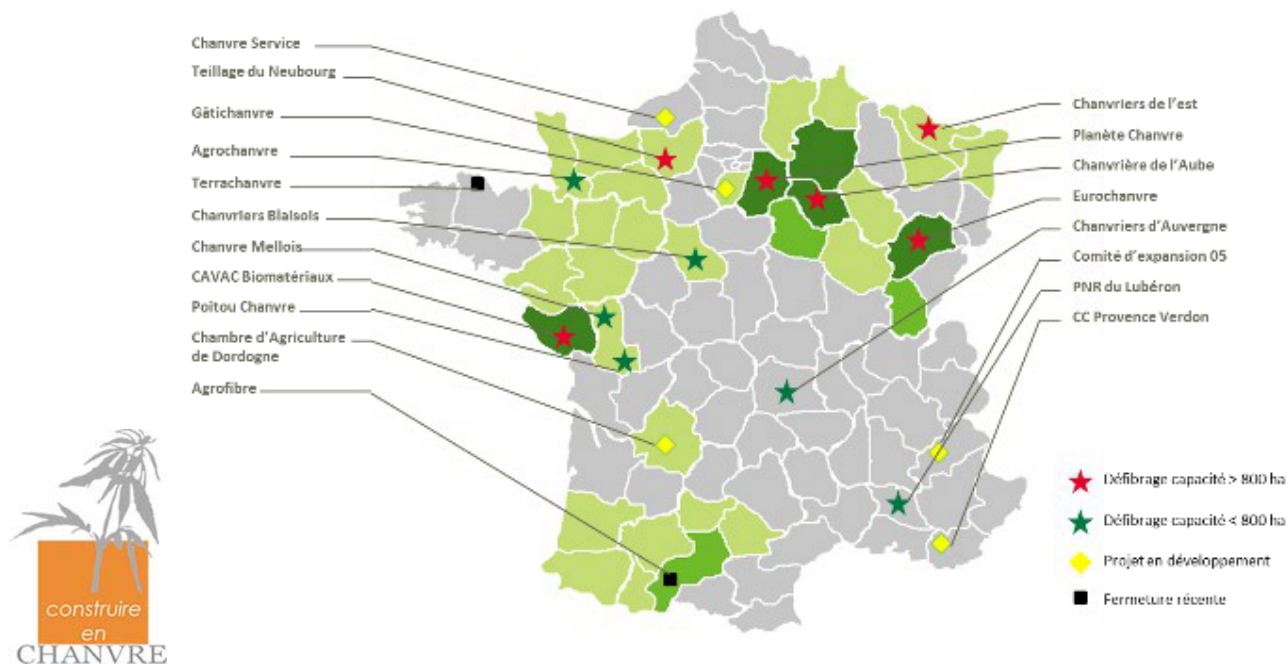 Chanvre Service
Teillage du Neubourg
Gâtichanvre
Agrochanvre
Terrachanvre
Chanvriers Blaisois
Chanvre Mellois
CAVAC Biomatériaux
Poitou Chanvre
Chambre d'Agriculture
de Dordogne
Agrofibre
Chanvriers de l'est
Planète Chanvre
Chanvrière de l'Aube
Eurochanvre
Chanvriers d'Auvergne
Comité d'expansion 05
PNR du Lubéron
CC Provence Verdon
Défibrage capacité > 800 ha
Défibrage capacité < 800 ha
Projet en développement
Fermeture récente
construire
en
CHANVRE